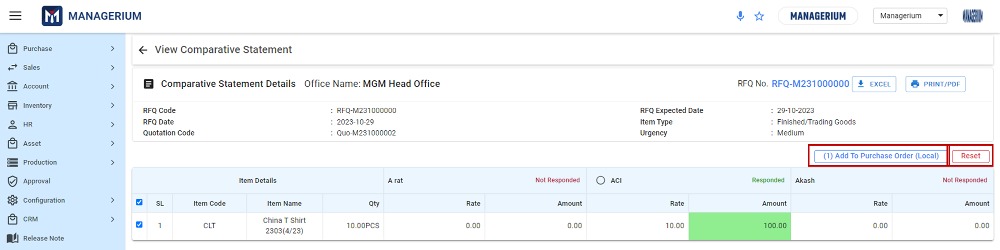 MANAGERIUM
MANAGERIUM
Managerium
MANAGERIUM
Purchase
Sales
Account
Inventory
HR
Asset
Production
Approval
Configuration
CRM
Release Note
View Comparative Statement
Comparative Statement Details Office Name: MGM Head Office
RFQ No. RFQ-M231000000 EXCEL PRINT/PDF
RFQ Code : RFQ-M231000000 RFQ Expected Date : 29-10-2023
RFQ Date : 2023-10-29 Item Type : Finished/Trading Goods
Quotation Code : Quo-M231000002 Urgency : Medium
(1) Add To Purchase Order (Local) Reset
Item Details A rat Not Responded ACI Responded Akash Not Responded
SL Item Code Item Name Qty Rate Amount Rate Amount Rate Amount
1 CLT China T Shirt 2303(4/23) 10.00PCS 0.00 0.00 10.00 100.00 0.00 0.00